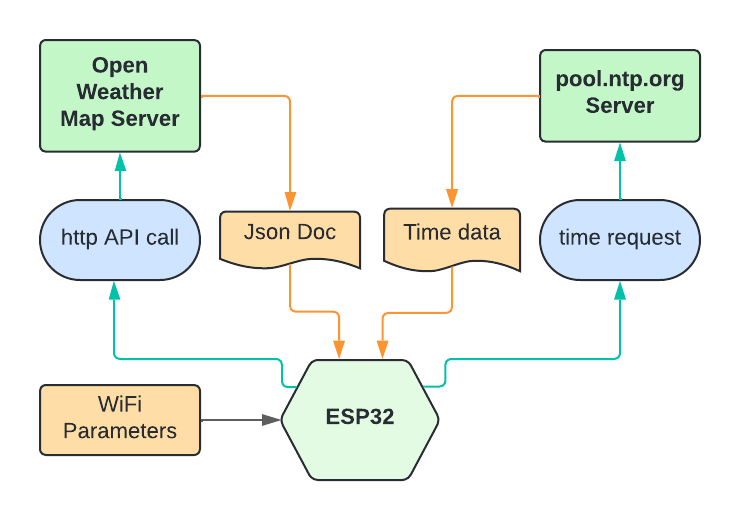 Open
Weather
Map Server
pool.ntp.org
Server
http API call
Json Doc
Time data
time request
WiFi
Parameters
ESP32